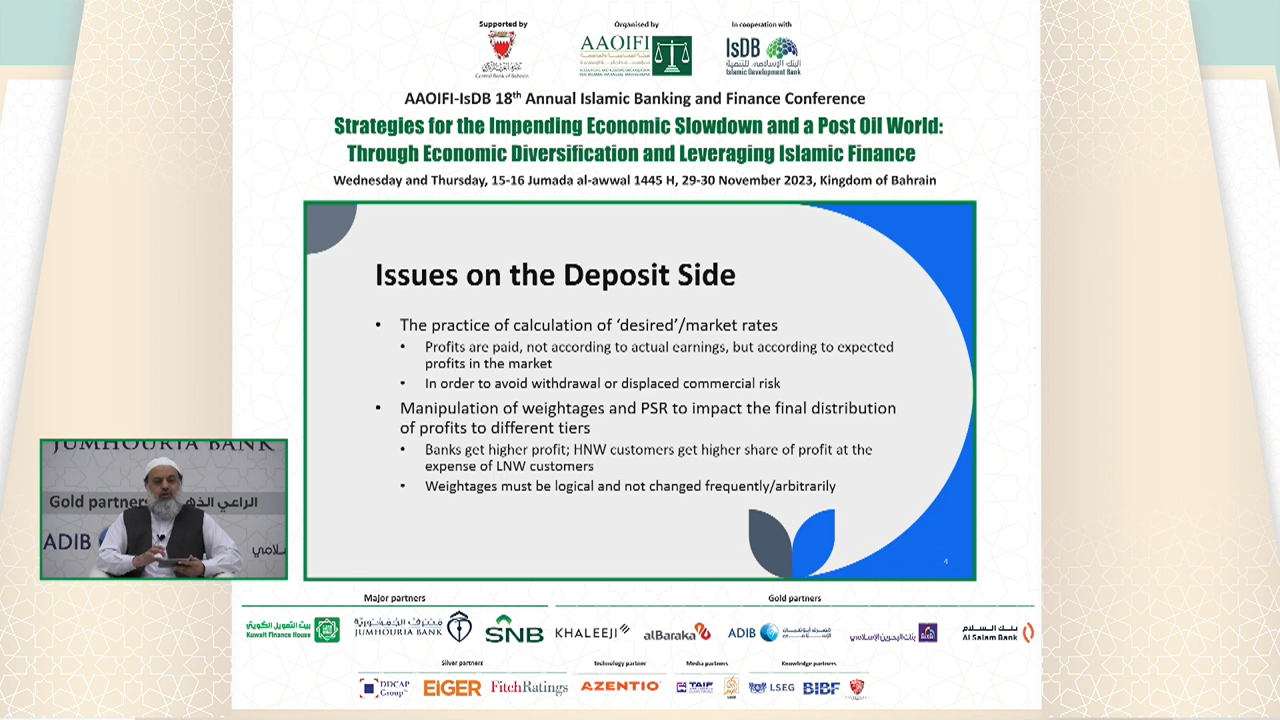 Supported by
Organised by
In cooperation with
Central Bank of Bahrain
AAOIFI
IsDB
البنك الإسلامي للتنمية
Islamic Development Bank
AAOIFI-IsDB 18th Annual Islamic Banking and Finance Conference
Strategies for the Impending Economic Slowdown and a Post Oil World:
Through Economic Diversification and Leveraging Islamic Finance
Wednesday and Thursday, 15-16 Jumada al-awwal 1445 H, 29-30 November 2023, Kingdom of Bahrain
Issues on the Deposit Side
• The practice of calculation of ‘desired’/market rates
• Profits are paid, not according to actual earnings, but according to expected
profits in the market
• In order to avoid withdrawal or displaced commercial risk
• Manipulation of weightages and PSR to impact the final distribution
of profits to different tiers
• Banks get higher profit; HNW customers get higher share of profit at the
expense of LNW customers
• Weightages must be logical and not changed frequently/arbitrarily
4
JUMHOURIA BANK
Gold partners
الراعي الذه
ADIB
Major partners
Gold partners
بيت التمويل الكويتي
Kuwait Finance House
JUMHOURIA BANK
SNB
KHALEEJI
alBaraka
ADIB
بنك البحرين الإسلامي
بنك السلام
Al Salam Bank
Silver partners
Technology partner
Media partners
Knowledge partners
DDCAP
Group™
EIGER
FitchRatings
AZENTIO
TAIF
LSEG
BIBF